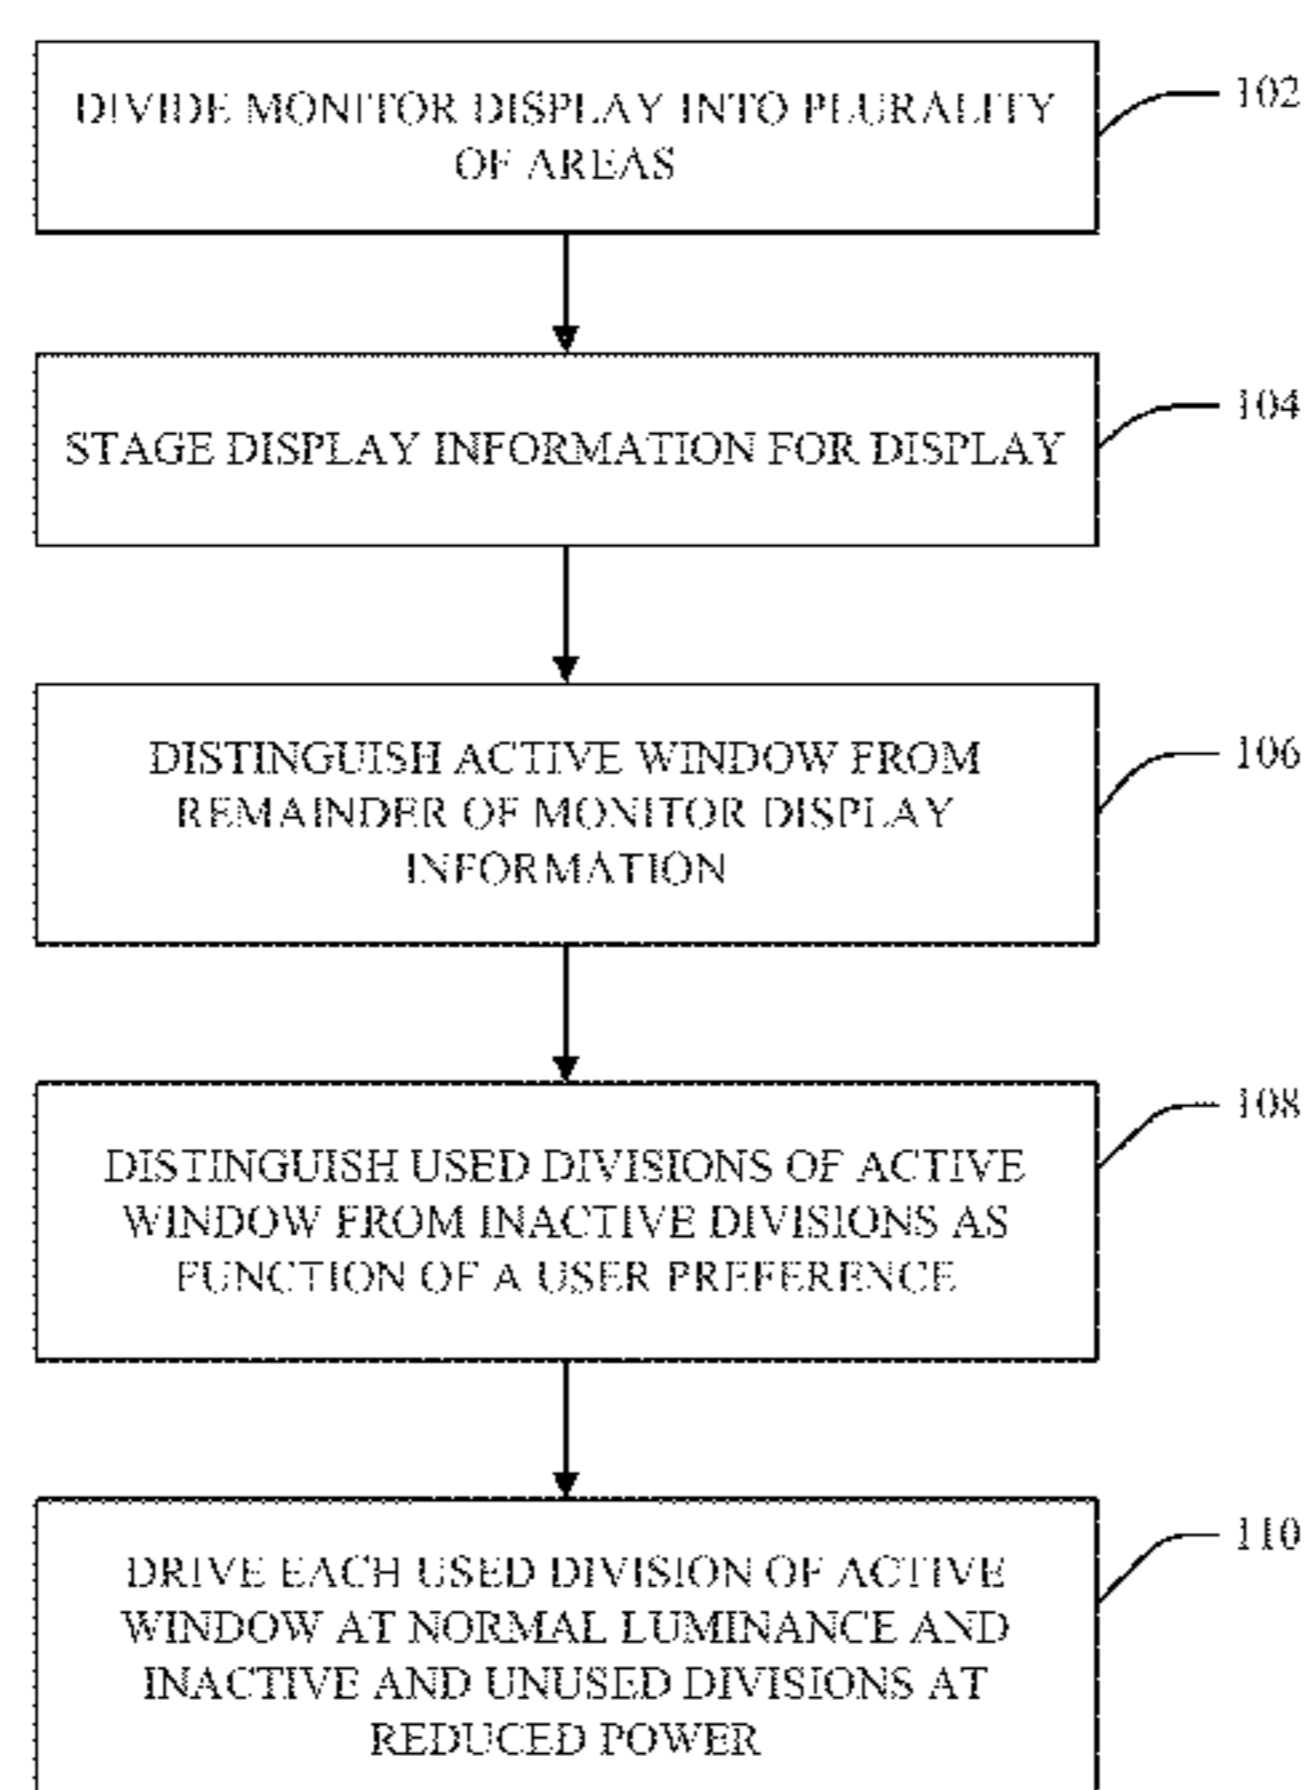 DIVIDE MONITOR DISPLAY INTO PLURALITY
OF AREAS
102
STAGE DISPLAY INFORMATION FOR DISPLAY
104
DISTINGUISH ACTIVE WINDOW FROM
REMAINDER OF MONITOR DISPLAY
INFORMATION
106
DISTINGUISH USED DIVISIONS OF ACTIVE
WINDOW FROM INACTIVE DIVISIONS AS
FUNCTION OF A USER PREFERENCE
108
DRIVE EACH USED DIVISION OF ACTIVE
WINDOW AT NORMAL LUMINANCE AND
INACTIVE AND UNUSED DIVISIONS AT
REDUCED POWER
110